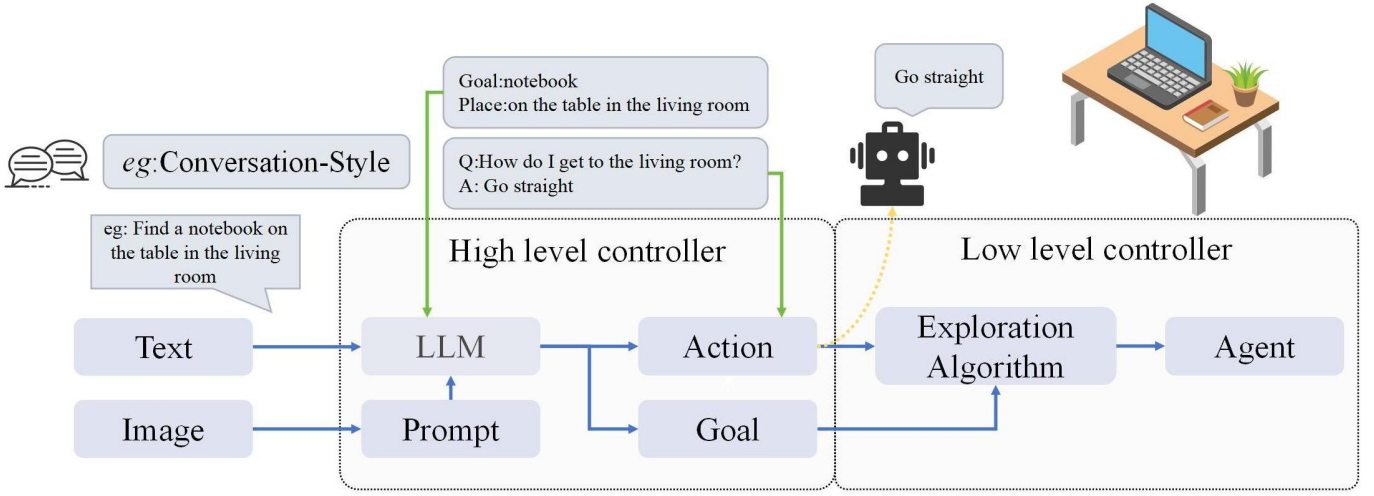 Goal:notebook
Place:on the table in the living room
Go straight
eg:Conversation-Style
Q:How do I get to the living room?
A: Go straight
eg: Find a notebook on
the table in the living
room
High level controller
Low level controller
Text
LLM
Action
Exploration
Algorithm
Agent
Image
Prompt
Goal